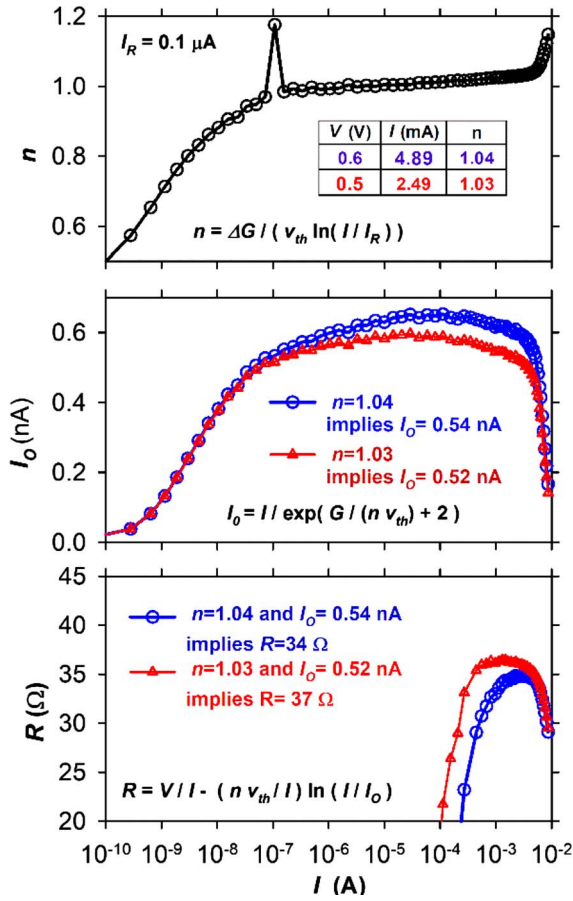 1.2
I_R = 0.1 µA
1.0
n
V (V) I (mA) n
0.6 4.89 1.04
0.5 2.49 1.03
0.8
0.6
n = ΔG / ( v_th ln( I / I_R ) )
0.6
I_O (nA)
0.4
n=1.04
implies I_O= 0.54 nA
n=1.03
implies I_O= 0.52 nA
0.2
I_0 = I / exp( G / (n v_th) + 2 )
0.0
45
n=1.04 and I_O= 0.54 nA
40
implies R=34 Ω
n=1.03 and I_O= 0.52 nA
35
implies R= 37 Ω
R (Ω)
30
25
R = V / I - ( n v_th / I ) ln ( I / I_O )
20
10^-10 10^-9 10^-8 10^-7 10^-6 10^-5 10^-4 10^-3 10^-2
I (A)